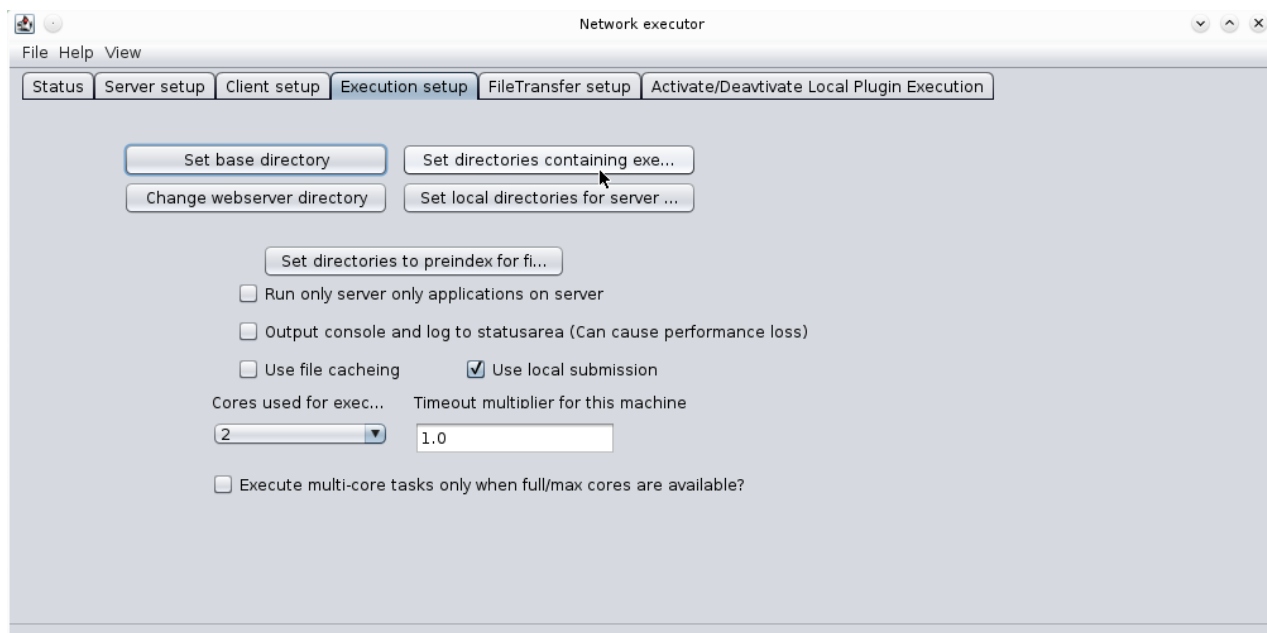 Network executor
File Help View
Status Server setup Client setup Execution setup FileTransfer setup Activate/Deavtivate Local Plugin Execution
Set base directory Set directories containing exe...
Change webserver directory Set local directories for server ...
Set directories to preindex for fi...
Run only server only applications on server
Output console and log to statusarea (Can cause performance loss)
Use file cacheing Use local submission
Cores used for exec... Timeout multiplier for this machine
2 1.0
Execute multi-core tasks only when full/max cores are available?